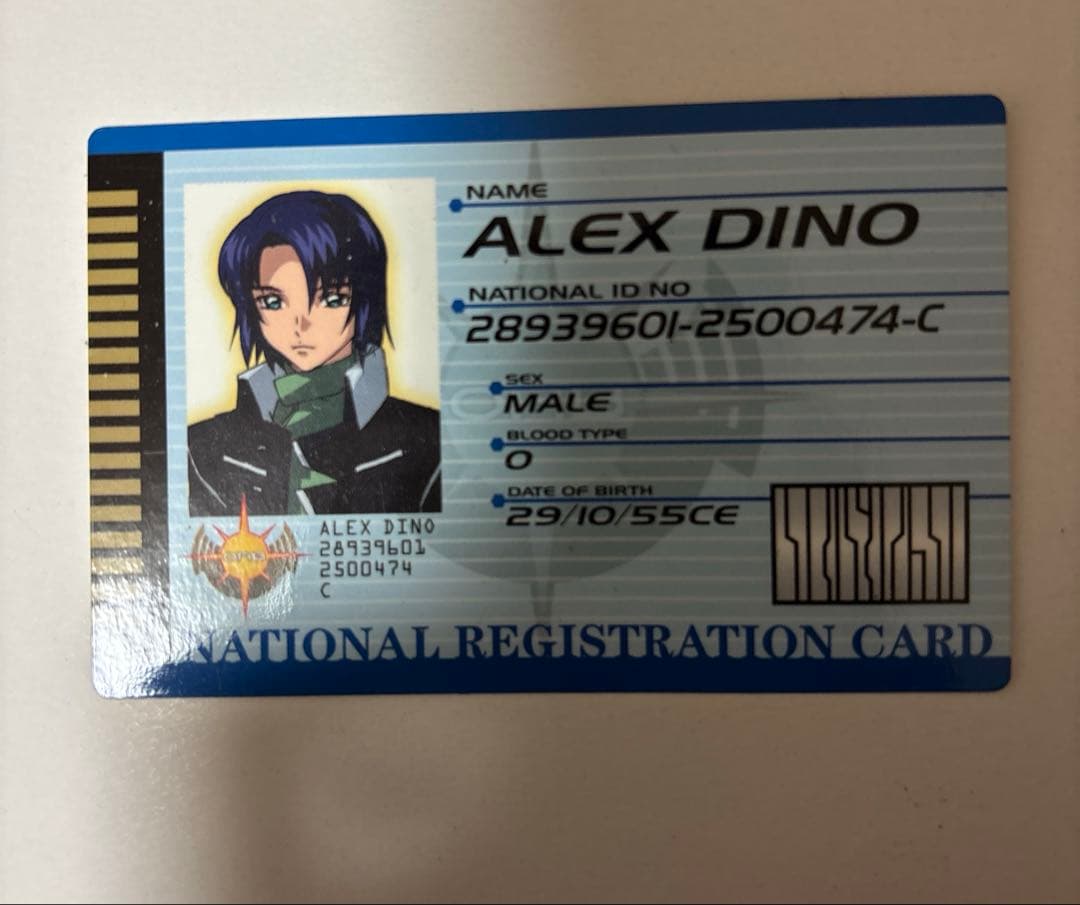 NAME
ALEX DINO
NATIONAL ID NO
28939601-2500474-C
SEX
MALE
BLOOD TYPE
O
DATE OF BIRTH
29/10/55CE
ALEX DINO
28939601
2500474
C
NATIONAL REGISTRATION CARD